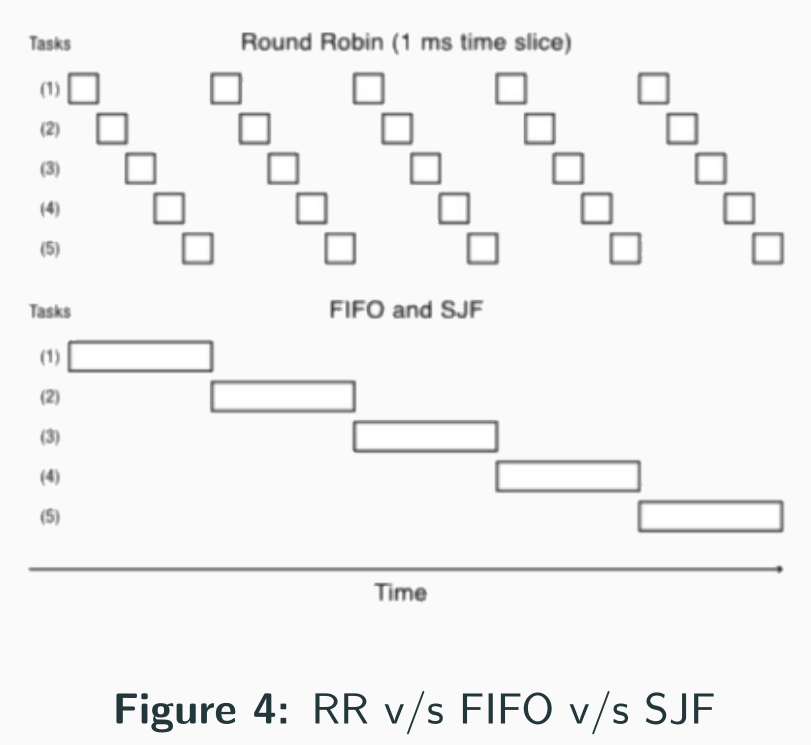 Tasks Round Robin (1 ms time slice)
(1)
(2)
(3)
(4)
(5)
Tasks FIFO and SJF
(1)
(2)
(3)
(4)
(5)
Time
Figure 4: RR v/s FIFO v/s SJF